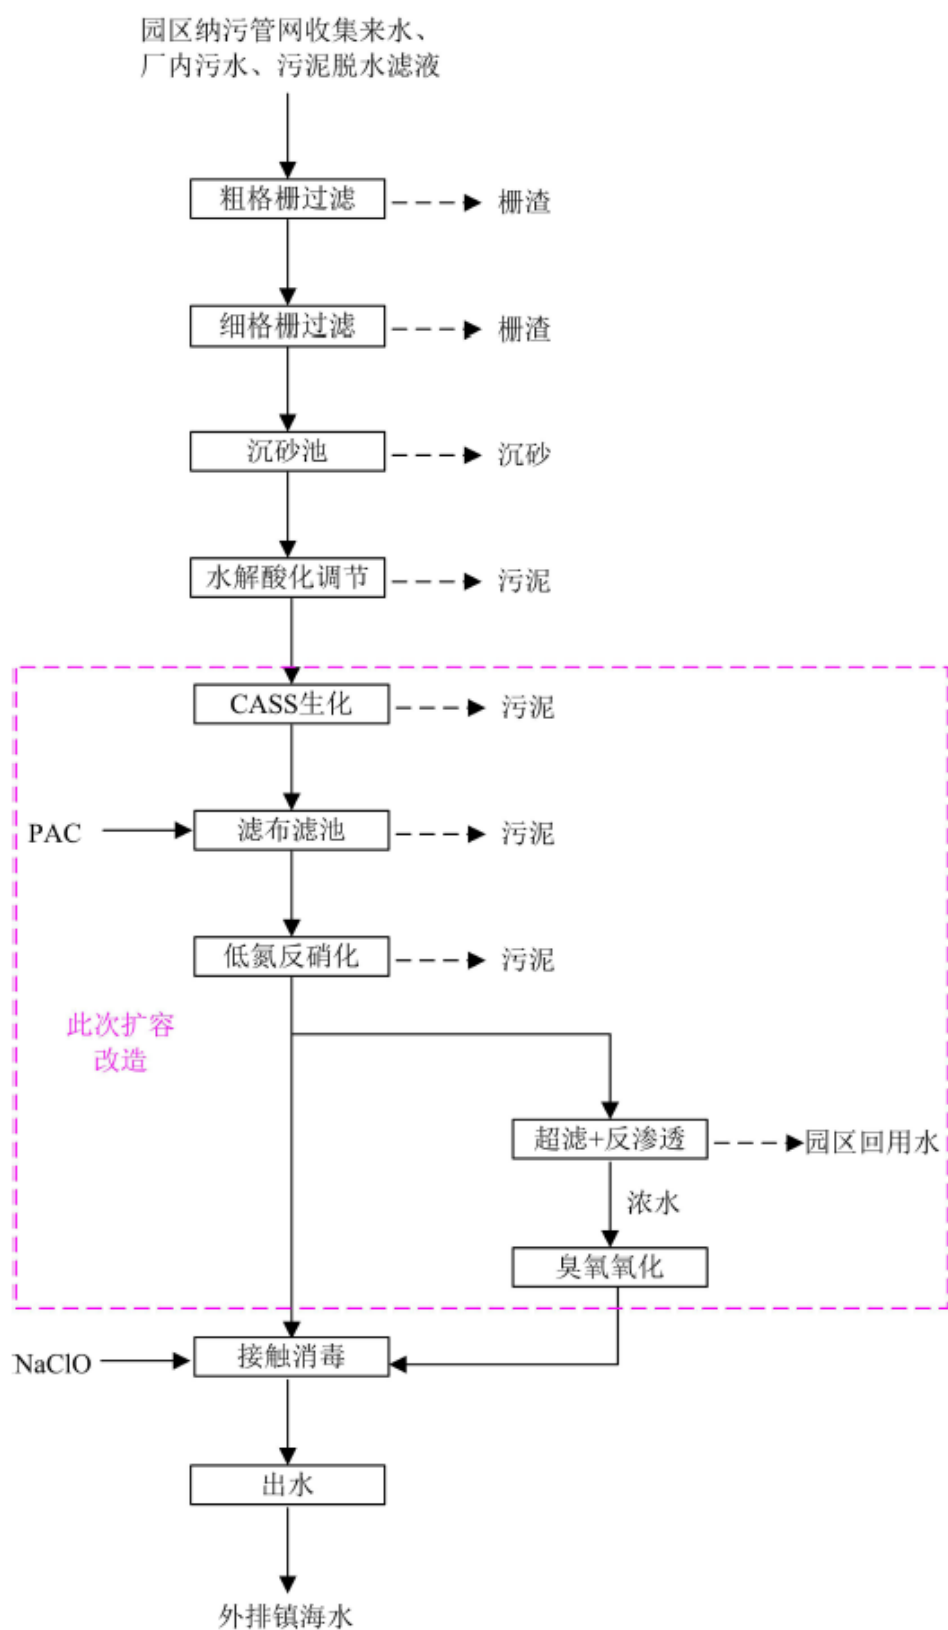 园区纳污管网收集来水、
厂内污水、污泥脱水滤液
粗格栅过滤
栅渣
细格栅过滤
栅渣
沉砂池
沉砂
水解酸化调节
污泥
CASS生化
污泥
PAC
滤布滤池
污泥
低氮反硝化
污泥
此次扩容
改造
超滤+反渗透
园区回用水
浓水
臭氧氧化
NaClO
接触消毒
出水
外排镇海水